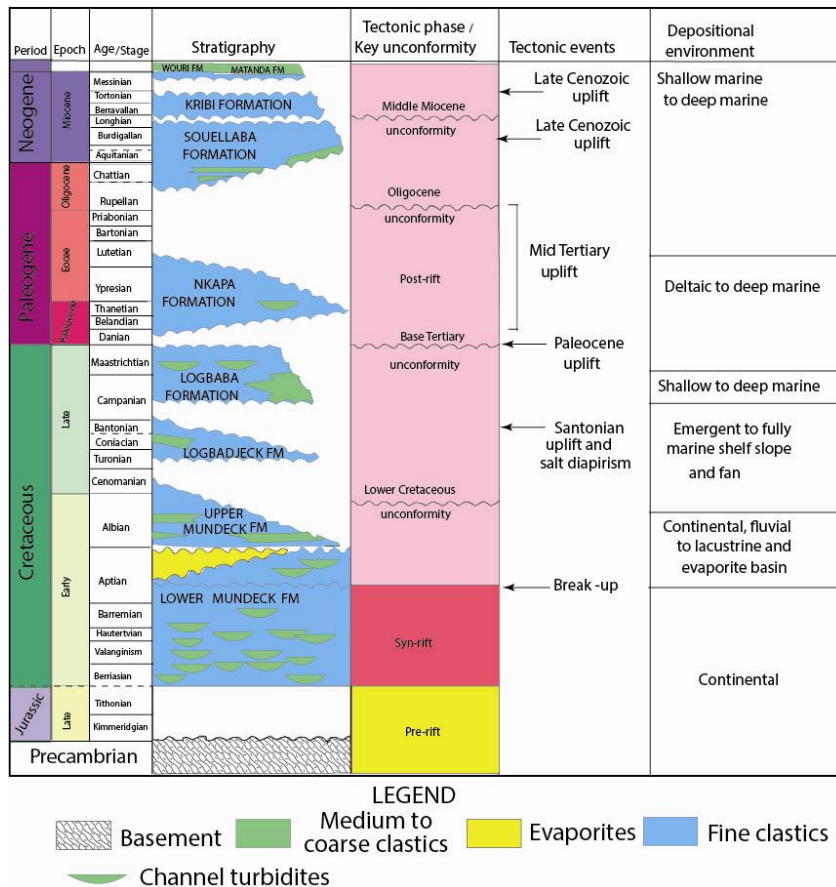 Period
Epoch
Age/Stage
Stratigraphy
Tectonic phase /
Key unconformity
Tectonic events
Depositional
environment
Neogene
Paleogene
Cretaceous
Jurassic
Precambrian
Miocene
Oligocene
Eocee
Paleocene
Late
Early
Late
Messinian
Tortonian
Berravallan
Longhian
Burdigallan
Aquitanian
Chattian
Rupellan
Priabonian
Bartonian
Lutetian
Ypresian
Thanetian
Belandian
Danian
Maastrichtian
Campanian
Bantonian
Coniacian
Turonian
Cenomanian
Albian
Aptian
Barremian
Hautertvian
Valanginism
Berriasian
Tithonian
Kimmeridgian
WOURI FM MATANDA FM
KRIBI FORMATION
SOUELLABA
FORMATION
NKAPA
FORMATION
LOGBABA
FORMATION
LOGBADJECK FM
UPPER
MUNDECK FM
LOWER MUNDECK FM
Middle Miocene
unconformity
Oligocene
unconformity
Post-rift
Base Tertiary
unconformity
Lower Cretaceous
unconformity
Syn-rift
Pre-rift
Late Cenozoic
uplift
Late Cenozoic
uplift
Mid Tertiary
uplift
Paleocene
uplift
Santonian
uplift and
salt diapirism
Break -up
Shallow marine
to deep marine
Deltaic to deep marine
Shallow to deep marine
Emergent to fully
marine shelf slope
and fan
Continental, fluvial
to lacustrine and
evaporite basin
Continental
LEGEND
Basement
Medium to
coarse clastics
Evaporites
Fine clastics
Channel turbidites